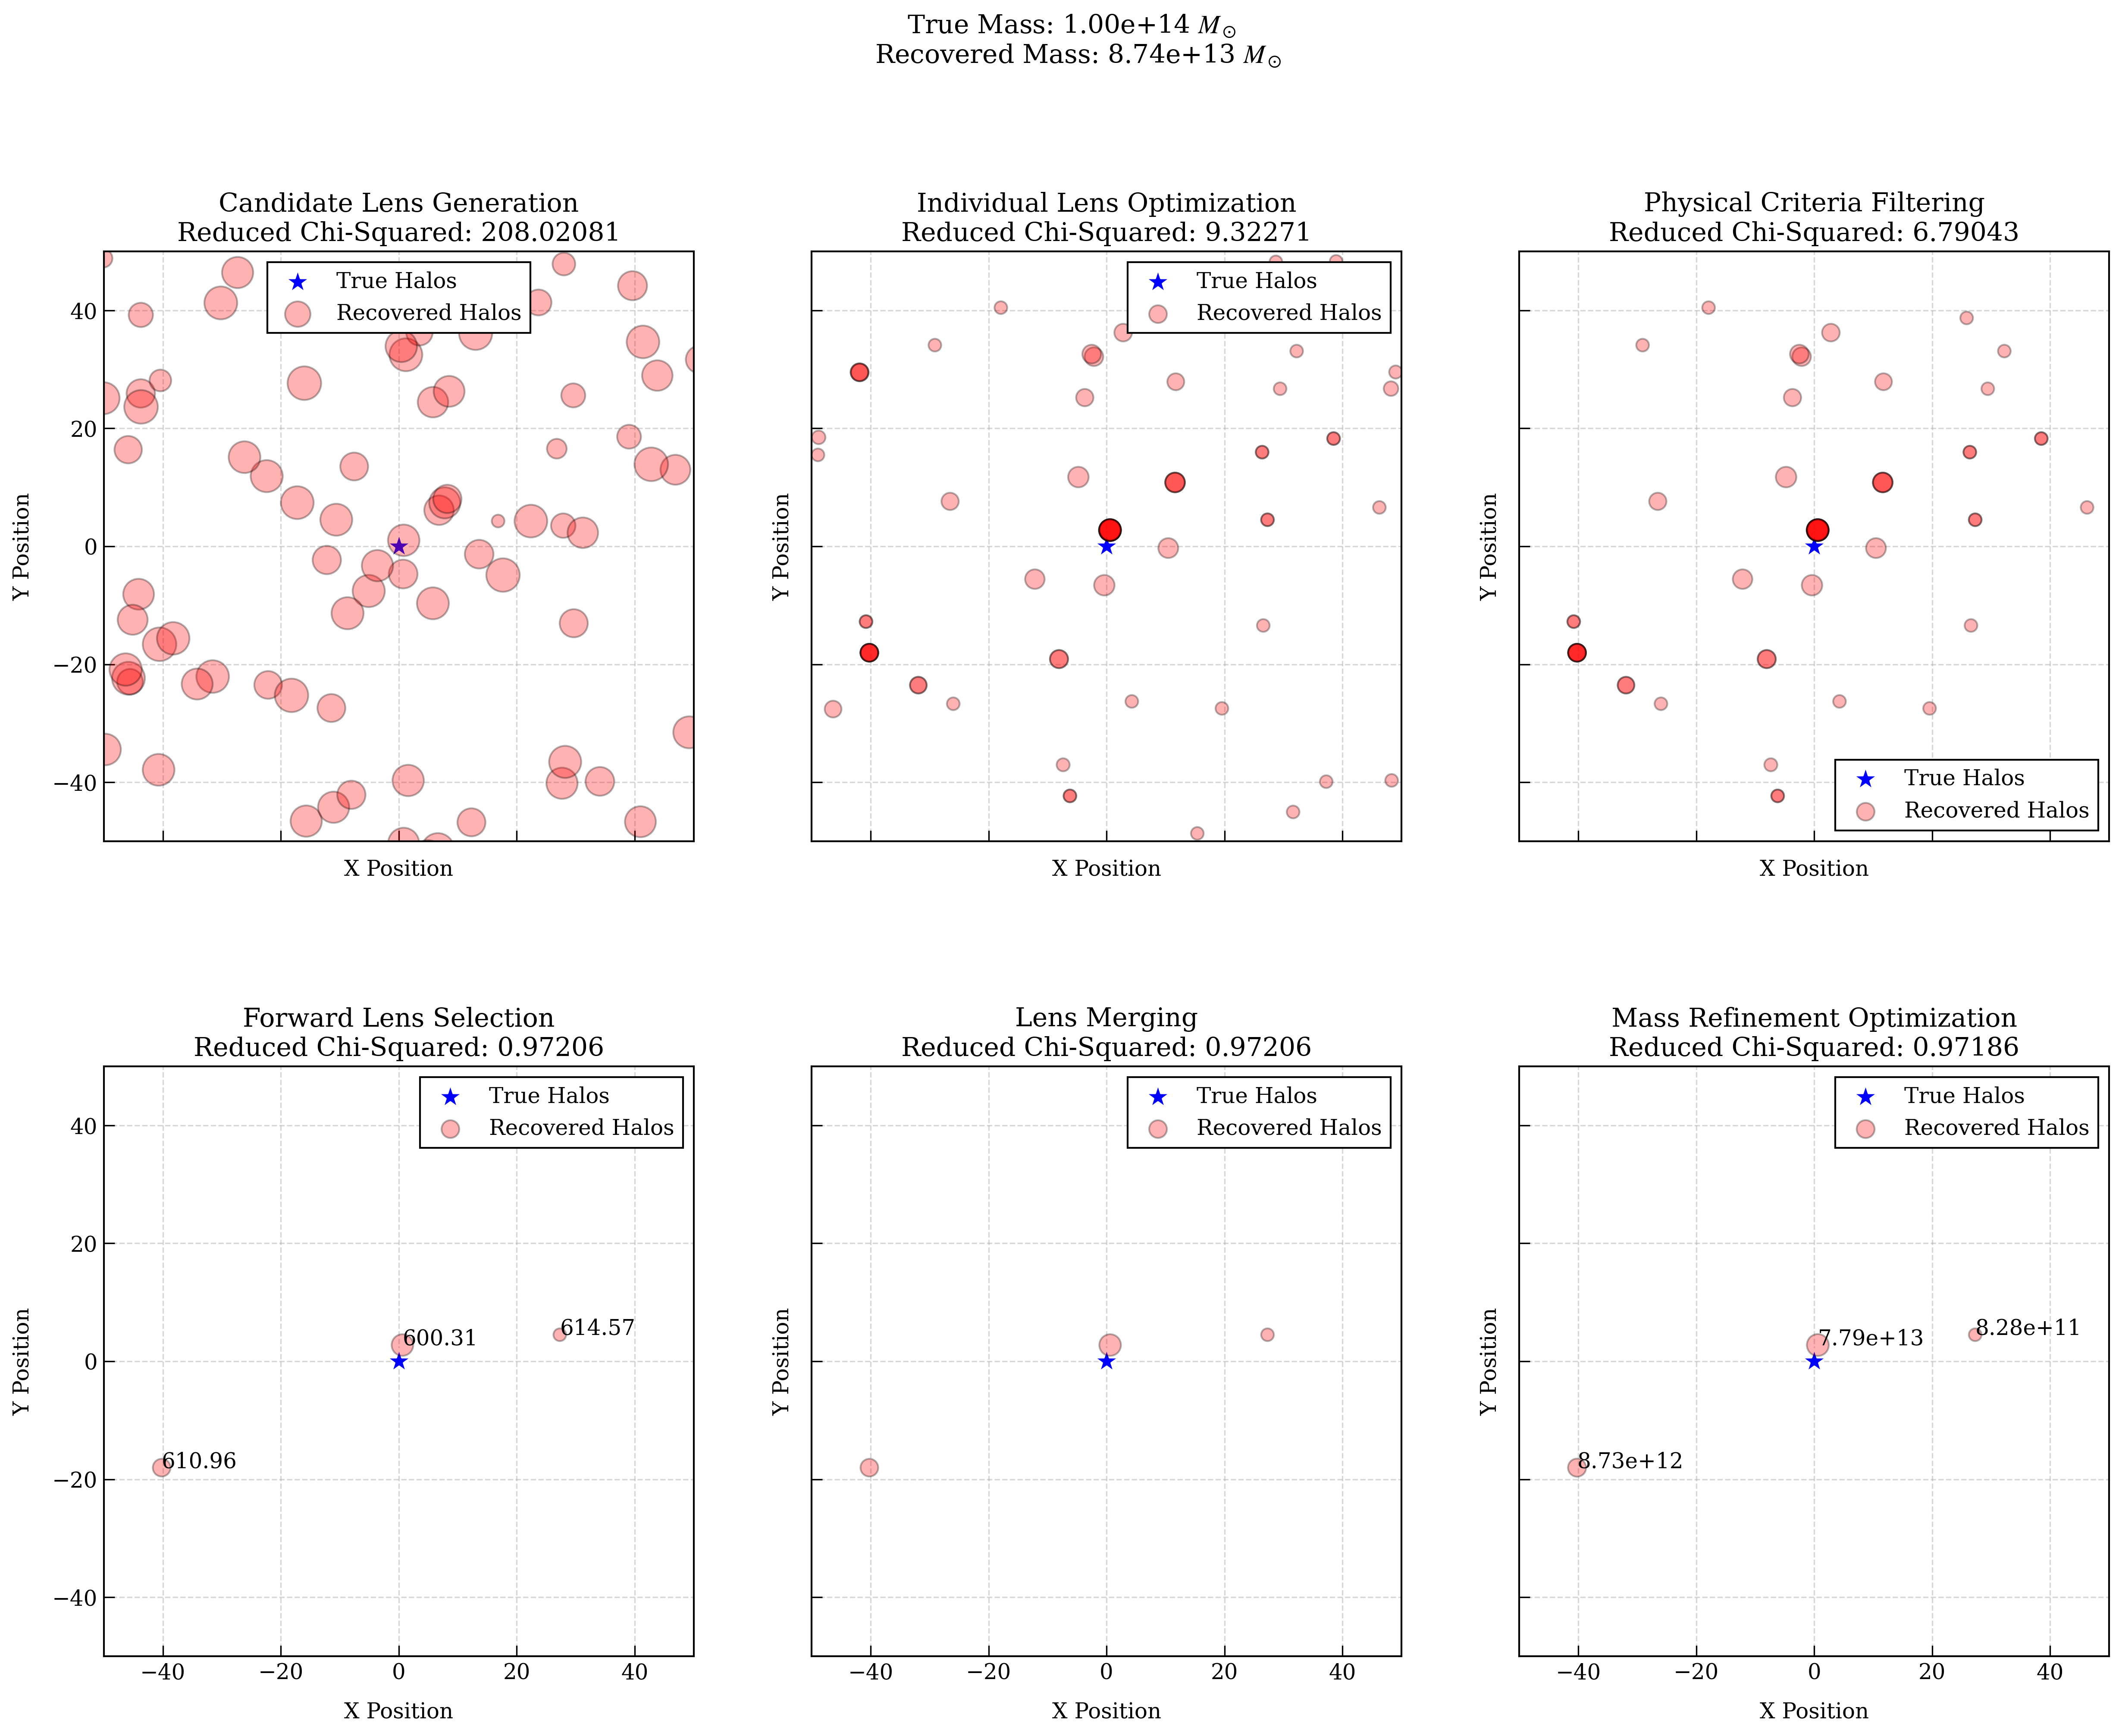 True Mass: 1.00e+14 M⊙
Recovered Mass: 8.74e+13 M⊙
Candidate Lens Generation
Reduced Chi-Squared: 208.02081
True Halos
Recovered Halos
40
20
0
−20
−40
Y Position
X Position
Individual Lens Optimization
Reduced Chi-Squared: 9.32271
True Halos
Recovered Halos
Y Position
X Position
Physical Criteria Filtering
Reduced Chi-Squared: 6.79043
Y Position
True Halos
Recovered Halos
X Position
Forward Lens Selection
Reduced Chi-Squared: 0.97206
True Halos
Recovered Halos
40
20
0
−20
−40
Y Position
614.57
600.31
610.96
−40 −20 0 20 40
X Position
Lens Merging
Reduced Chi-Squared: 0.97206
True Halos
Recovered Halos
Y Position
−40 −20 0 20 40
X Position
Mass Refinement Optimization
Reduced Chi-Squared: 0.97186
True Halos
Recovered Halos
Y Position
8.28e+11
7.79e+13
8.73e+12
−40 −20 0 20 40
X Position